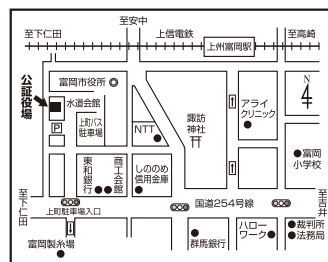 至安中
至下仁田
上信電鉄
上州富岡駅
至高崎
富岡市役所
公証役場
水道会館
P
上町バス
駐車場
NTT
諏訪
神社
アライ
クリニック
N
富岡
小学校
東和銀行
商工会館
しののめ
信用金庫
至下仁田
上町駐車場入口
国道254号線
至吉井
富岡製糸場
群馬銀行
ハロー
ワーク
裁判所
法務局